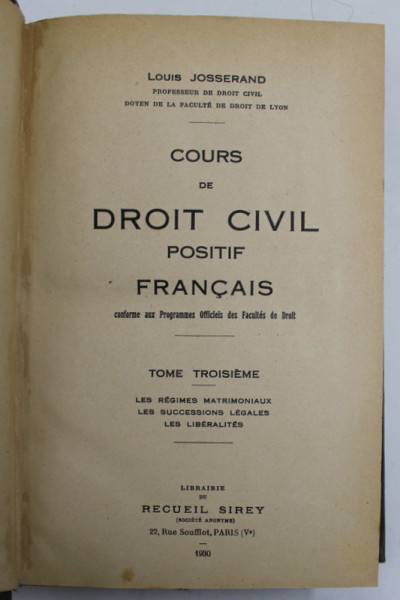 Louis JOSSERAND
PROFESSEUR DE DROIT CIVIL
DOYEN DE LA FACULTÉ DE DROIT DE LYON
COURS
DE
DROIT CIVIL
POSITIF
FRANÇAIS
conforme aux Programmes Officiels des Facultés de Droit
TOME TROISIÈME
LES RÉGIMES MATRIMONIAUX
LES SUCCESSIONS LÉGALES
LES LIBÉRALITÉS
LIBRAIRIE
DU
RECUEIL SIREY
(SOCIÉTÉ ANONYME)
22, Rue Soufflot, PARIS (Vᵉ)
1930